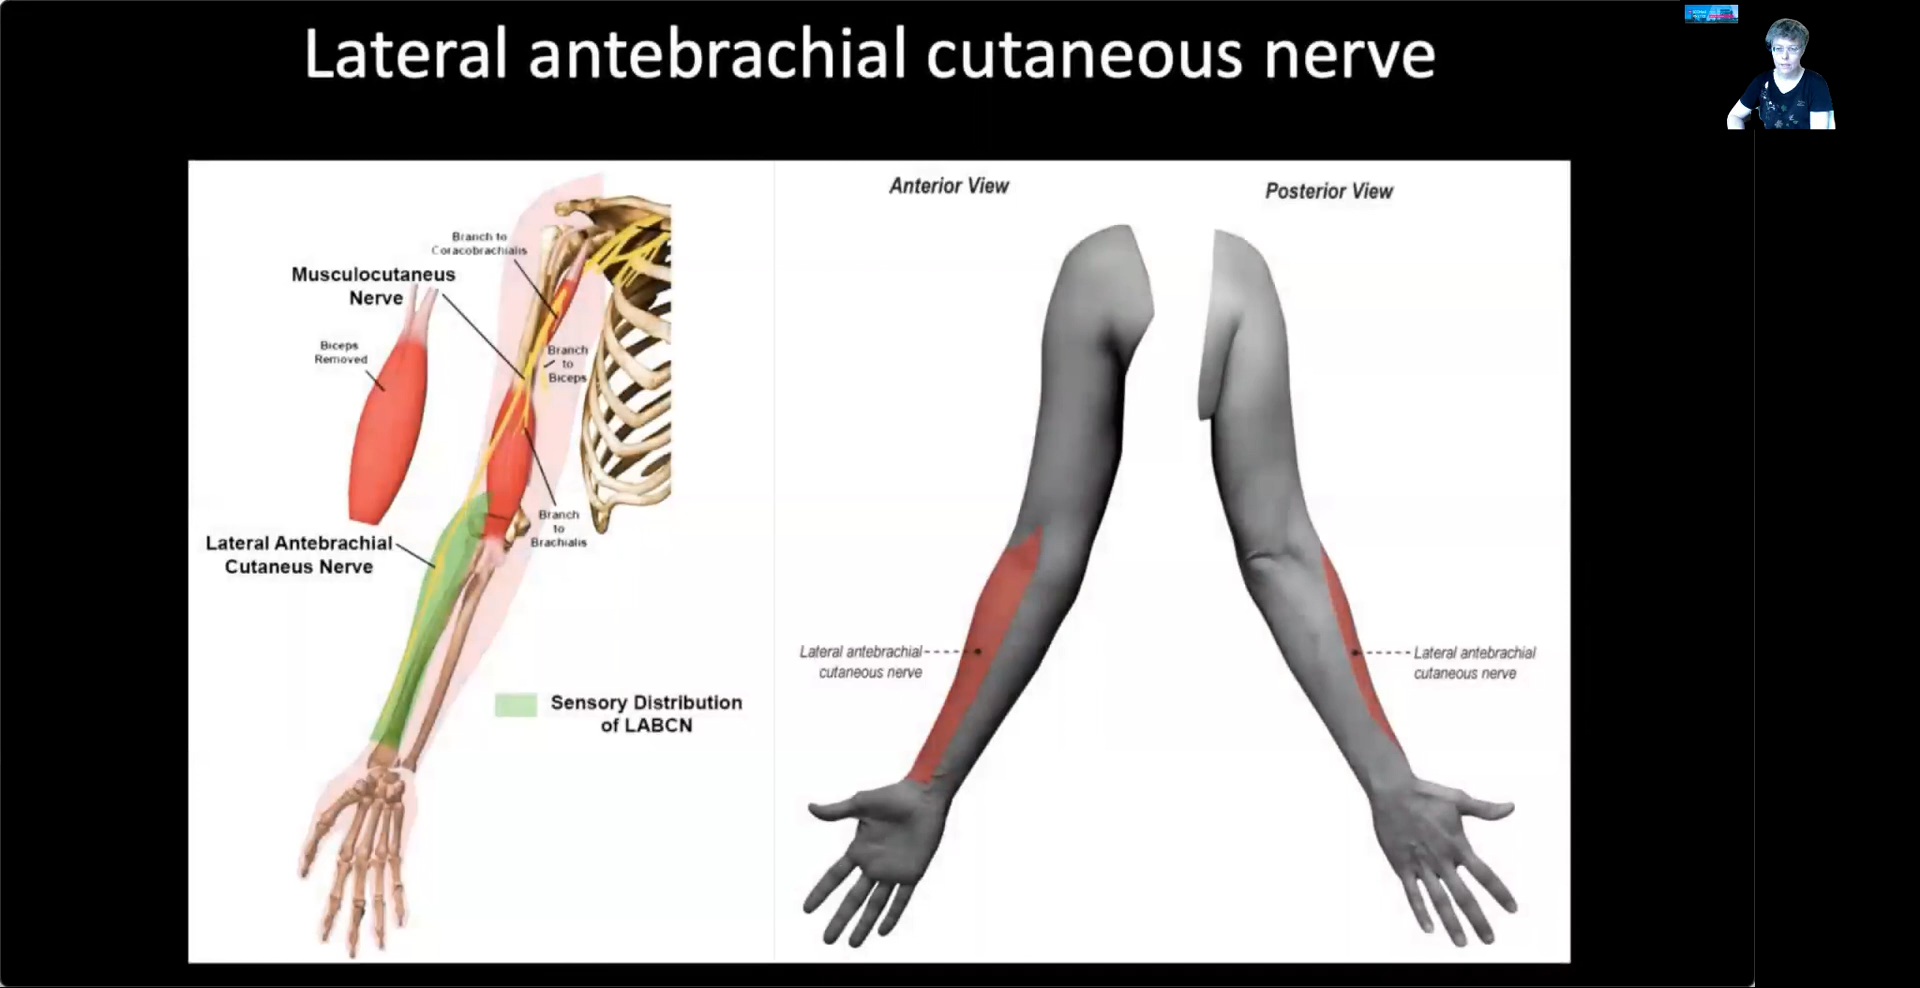 Lateral antebrachial cutaneous nerve
Branch to
Coracobrachialis
Musculocutaneus
Nerve
Biceps
Removed
Branch
to
Biceps
Branch
to
Brachialis
Lateral Antebrachial
Cutaneus Nerve
Sensory Distribution
of LABCN
Anterior View
Lateral antebrachial
cutaneous nerve
Posterior View
Lateral antebrachial
cutaneous nerve